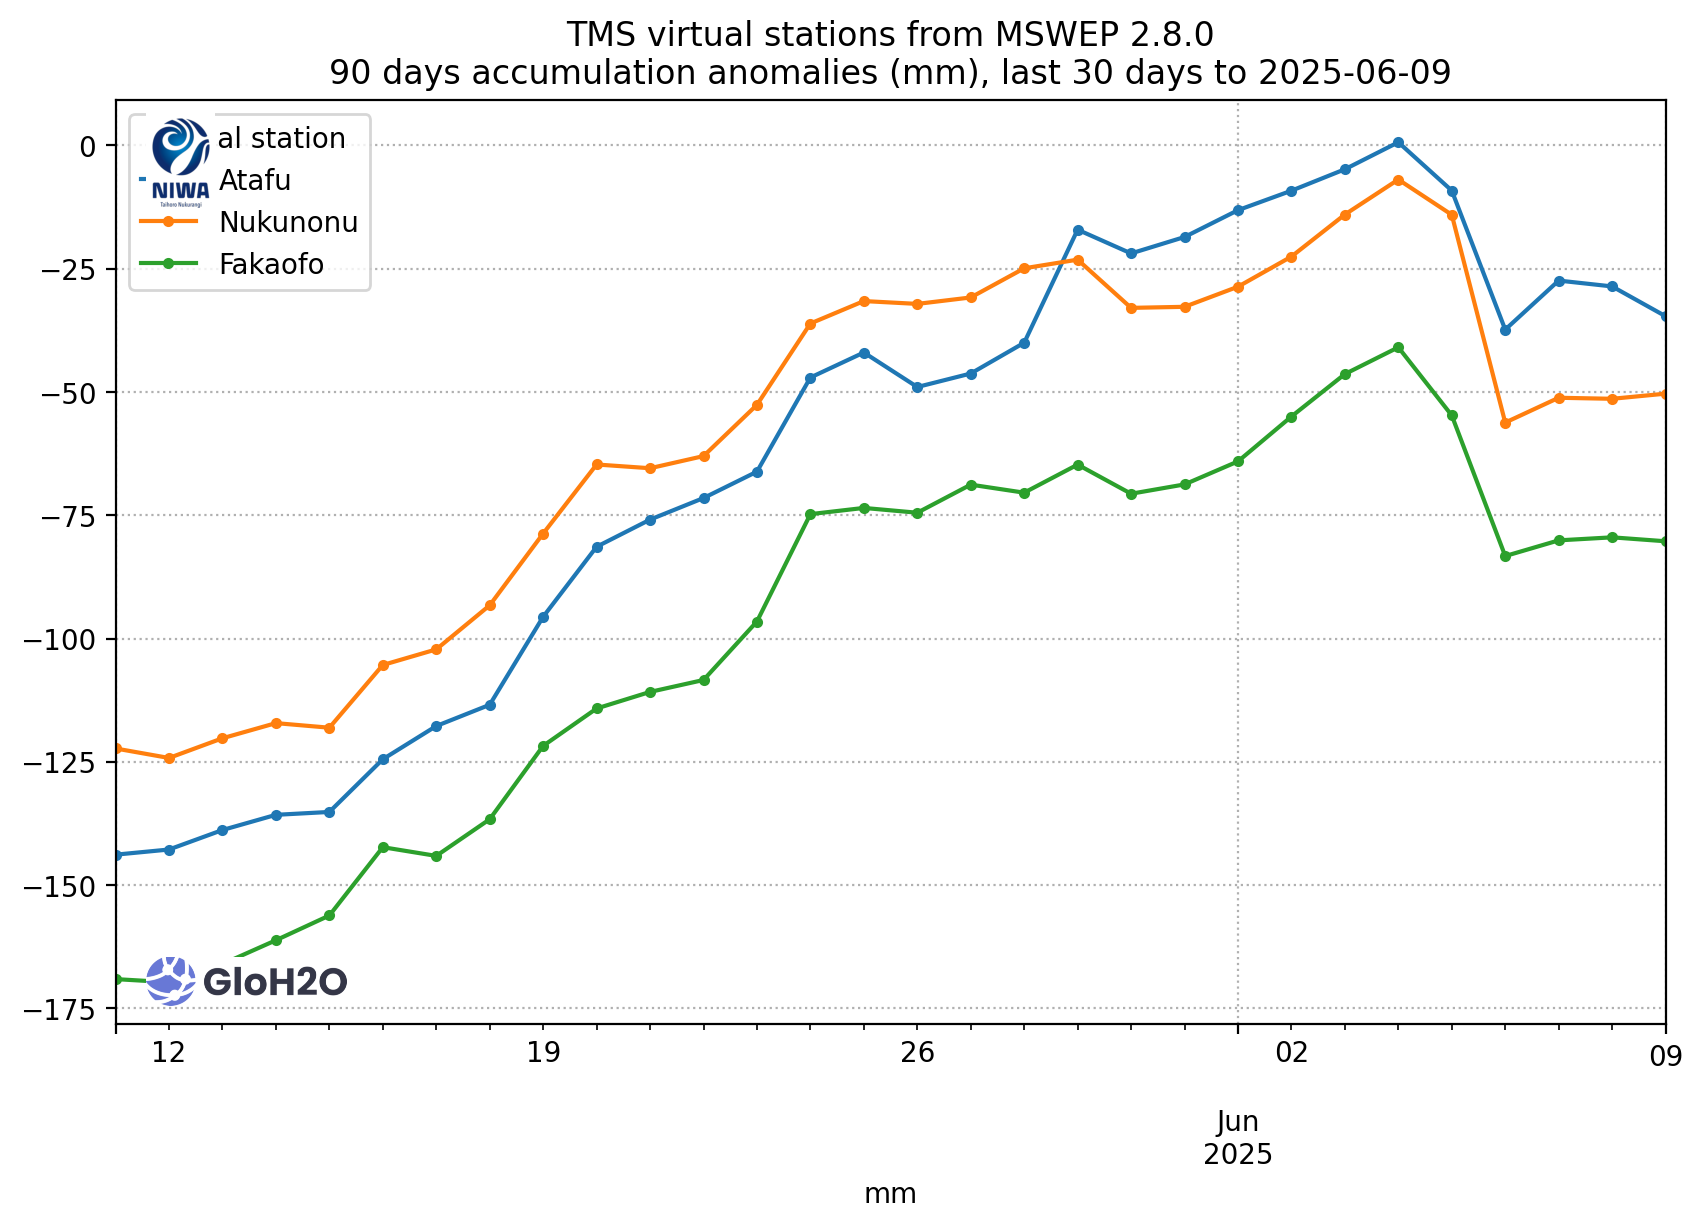 TMS virtual stations from MSWEP 2.8.0
90 days accumulation anomalies (mm), last 30 days to 2025-06-09
al station
Atafu
Nukunonu
Fakaofo
NIWA
Taihoro Nukurangi
0
−25
−50
−75
−100
−125
−150
−175
GloH2O
12
19
26
02
09
Jun
2025
mm